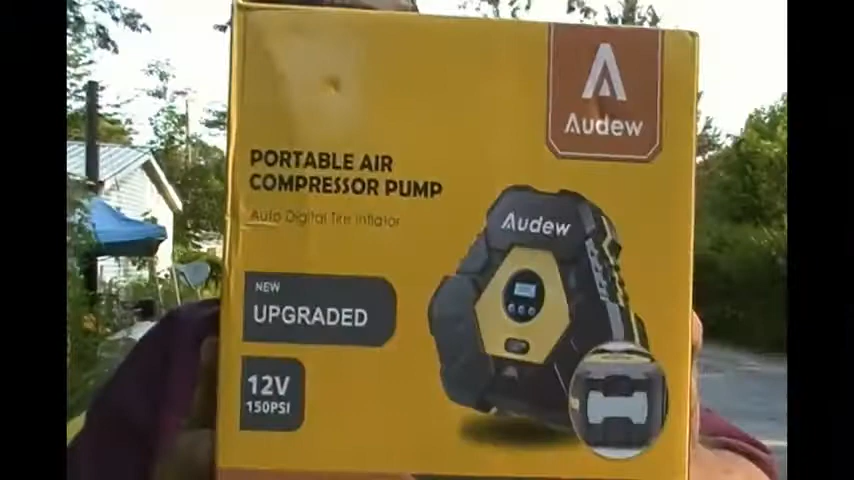 Audew
PORTABLE AIR
COMPRESSOR PUMP
Auto Digital Tire Inflator
Audew
NEW
UPGRADED
12V
150PSI